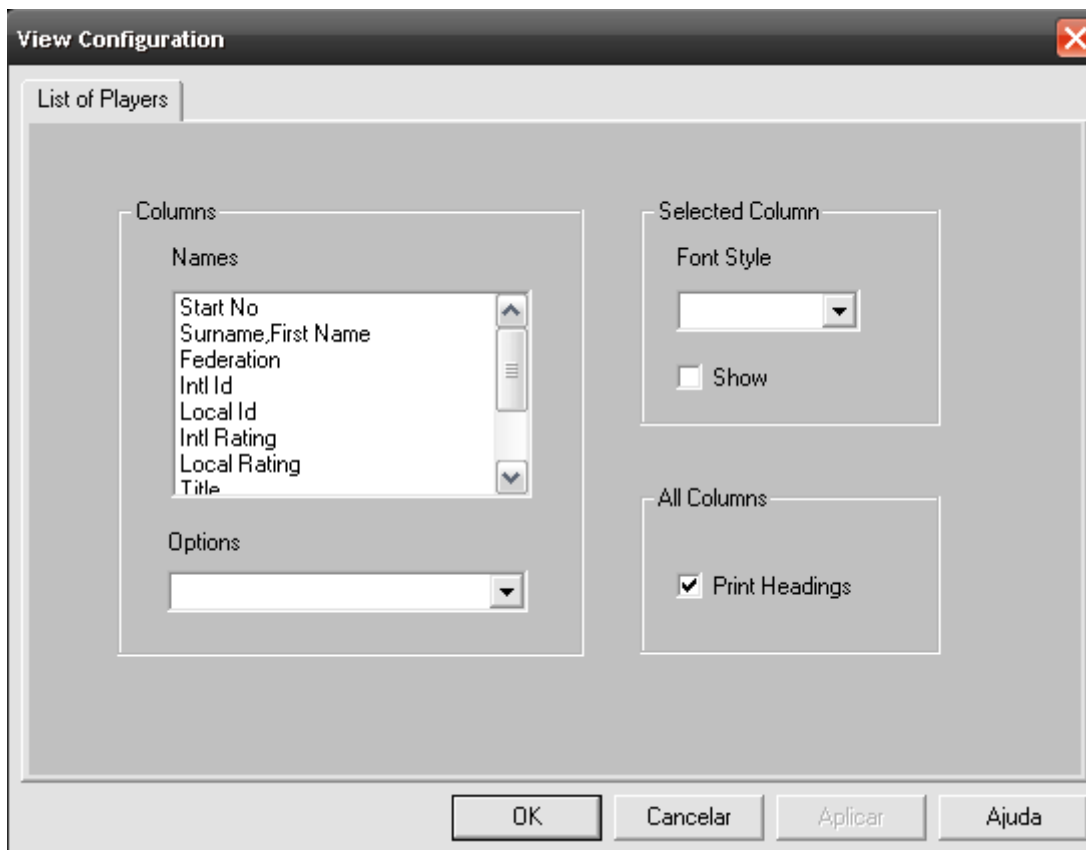 View Configuration
List of Players
Columns
Names
Start No
Surname,First Name
Federation
Intl Id
Local Id
Intl Rating
Local Rating
Title
Options
Selected Column
Font Style
Show
All Columns
Print Headings
OK
Cancelar
Aplicar
Ajuda